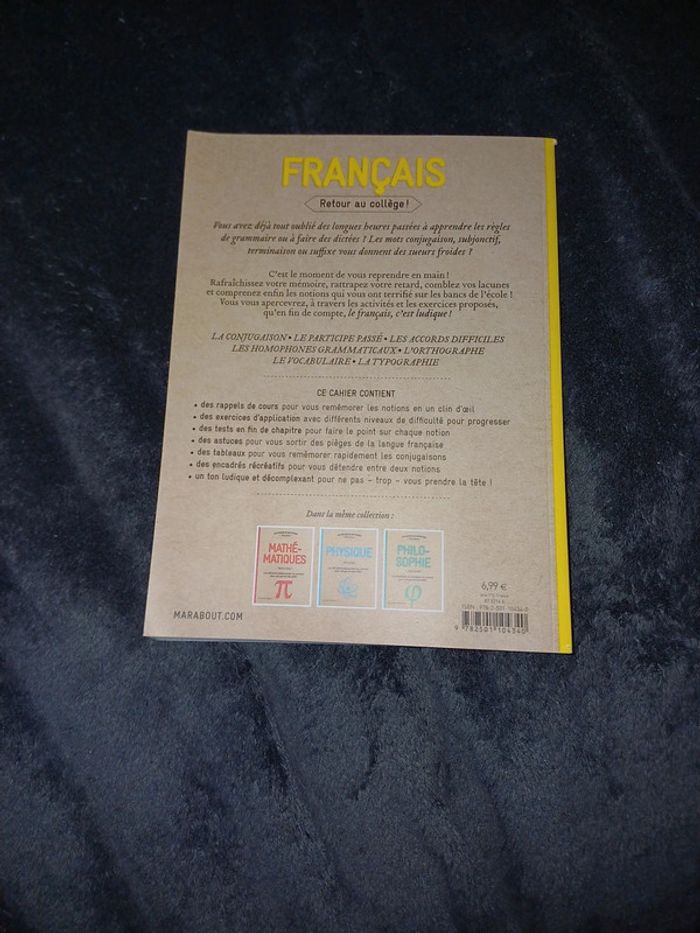 FRANÇAIS
Retour au collège !
Vous avez déjà tout oublié des longues heures passées à apprendre les règles
de grammaire ou à faire des dictées ? Les mots conjugaison, subjonctif,
terminaison ou suffixe vous donnent des sueurs froides ?
C'est le moment de vous reprendre en main !
Rafraîchissez votre mémoire, rattrapez votre retard, comblez vos lacunes
et comprenez enfin les notions qui vous ont terrifié sur les bancs de l'école !
Vous vous apercevrez, à travers les activités et les exercices proposés,
qu'en fin de compte, le français, c'est ludique !
LA CONJUGAISON • LE PARTICIPE PASSÉ • LES ACCORDS DIFFICILES
LES HOMOPHONES GRAMMATICAUX • L'ORTHOGRAPHE
LE VOCABULAIRE • LA TYPOGRAPHIE
CE CAHIER CONTIENT
• des rappels de cours pour vous remémorer les notions en un clin d'œil
• des exercices d'application avec différents niveaux de difficulté pour progresser
• des tests en fin de chapitre pour faire le point sur chaque notion
• des astuces pour vous sortir des pièges de la langue française
• des tableaux pour vous remémorer rapidement les conjugaisons
• des encadrés récréatifs pour vous détendre entre deux notions
• un ton ludique et décomplexant pour ne pas – trop – vous prendre la tête !
Dans la même collection :
MATHÉ-
MATIQUES
π
PHYSIQUE
PHILO-
SOPHIE
φ
6,99 €
ISBN : 978-2-501-10434-0
9 782501 104340
MARABOUT.COM